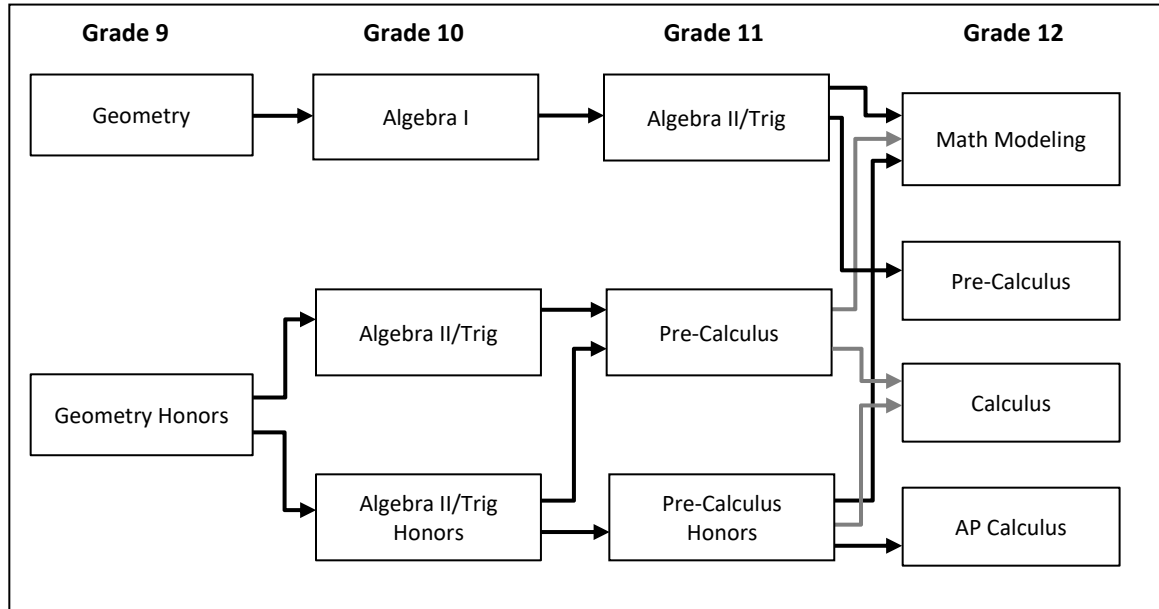 Grade 9 Grade 10 Grade 11 Grade 12
Geometry
Algebra I
Algebra II/Trig
Math Modeling
Pre-Calculus
Algebra II/Trig
Pre-Calculus
Geometry Honors
Calculus
Algebra II/Trig
Honors
Pre-Calculus
Honors
AP Calculus